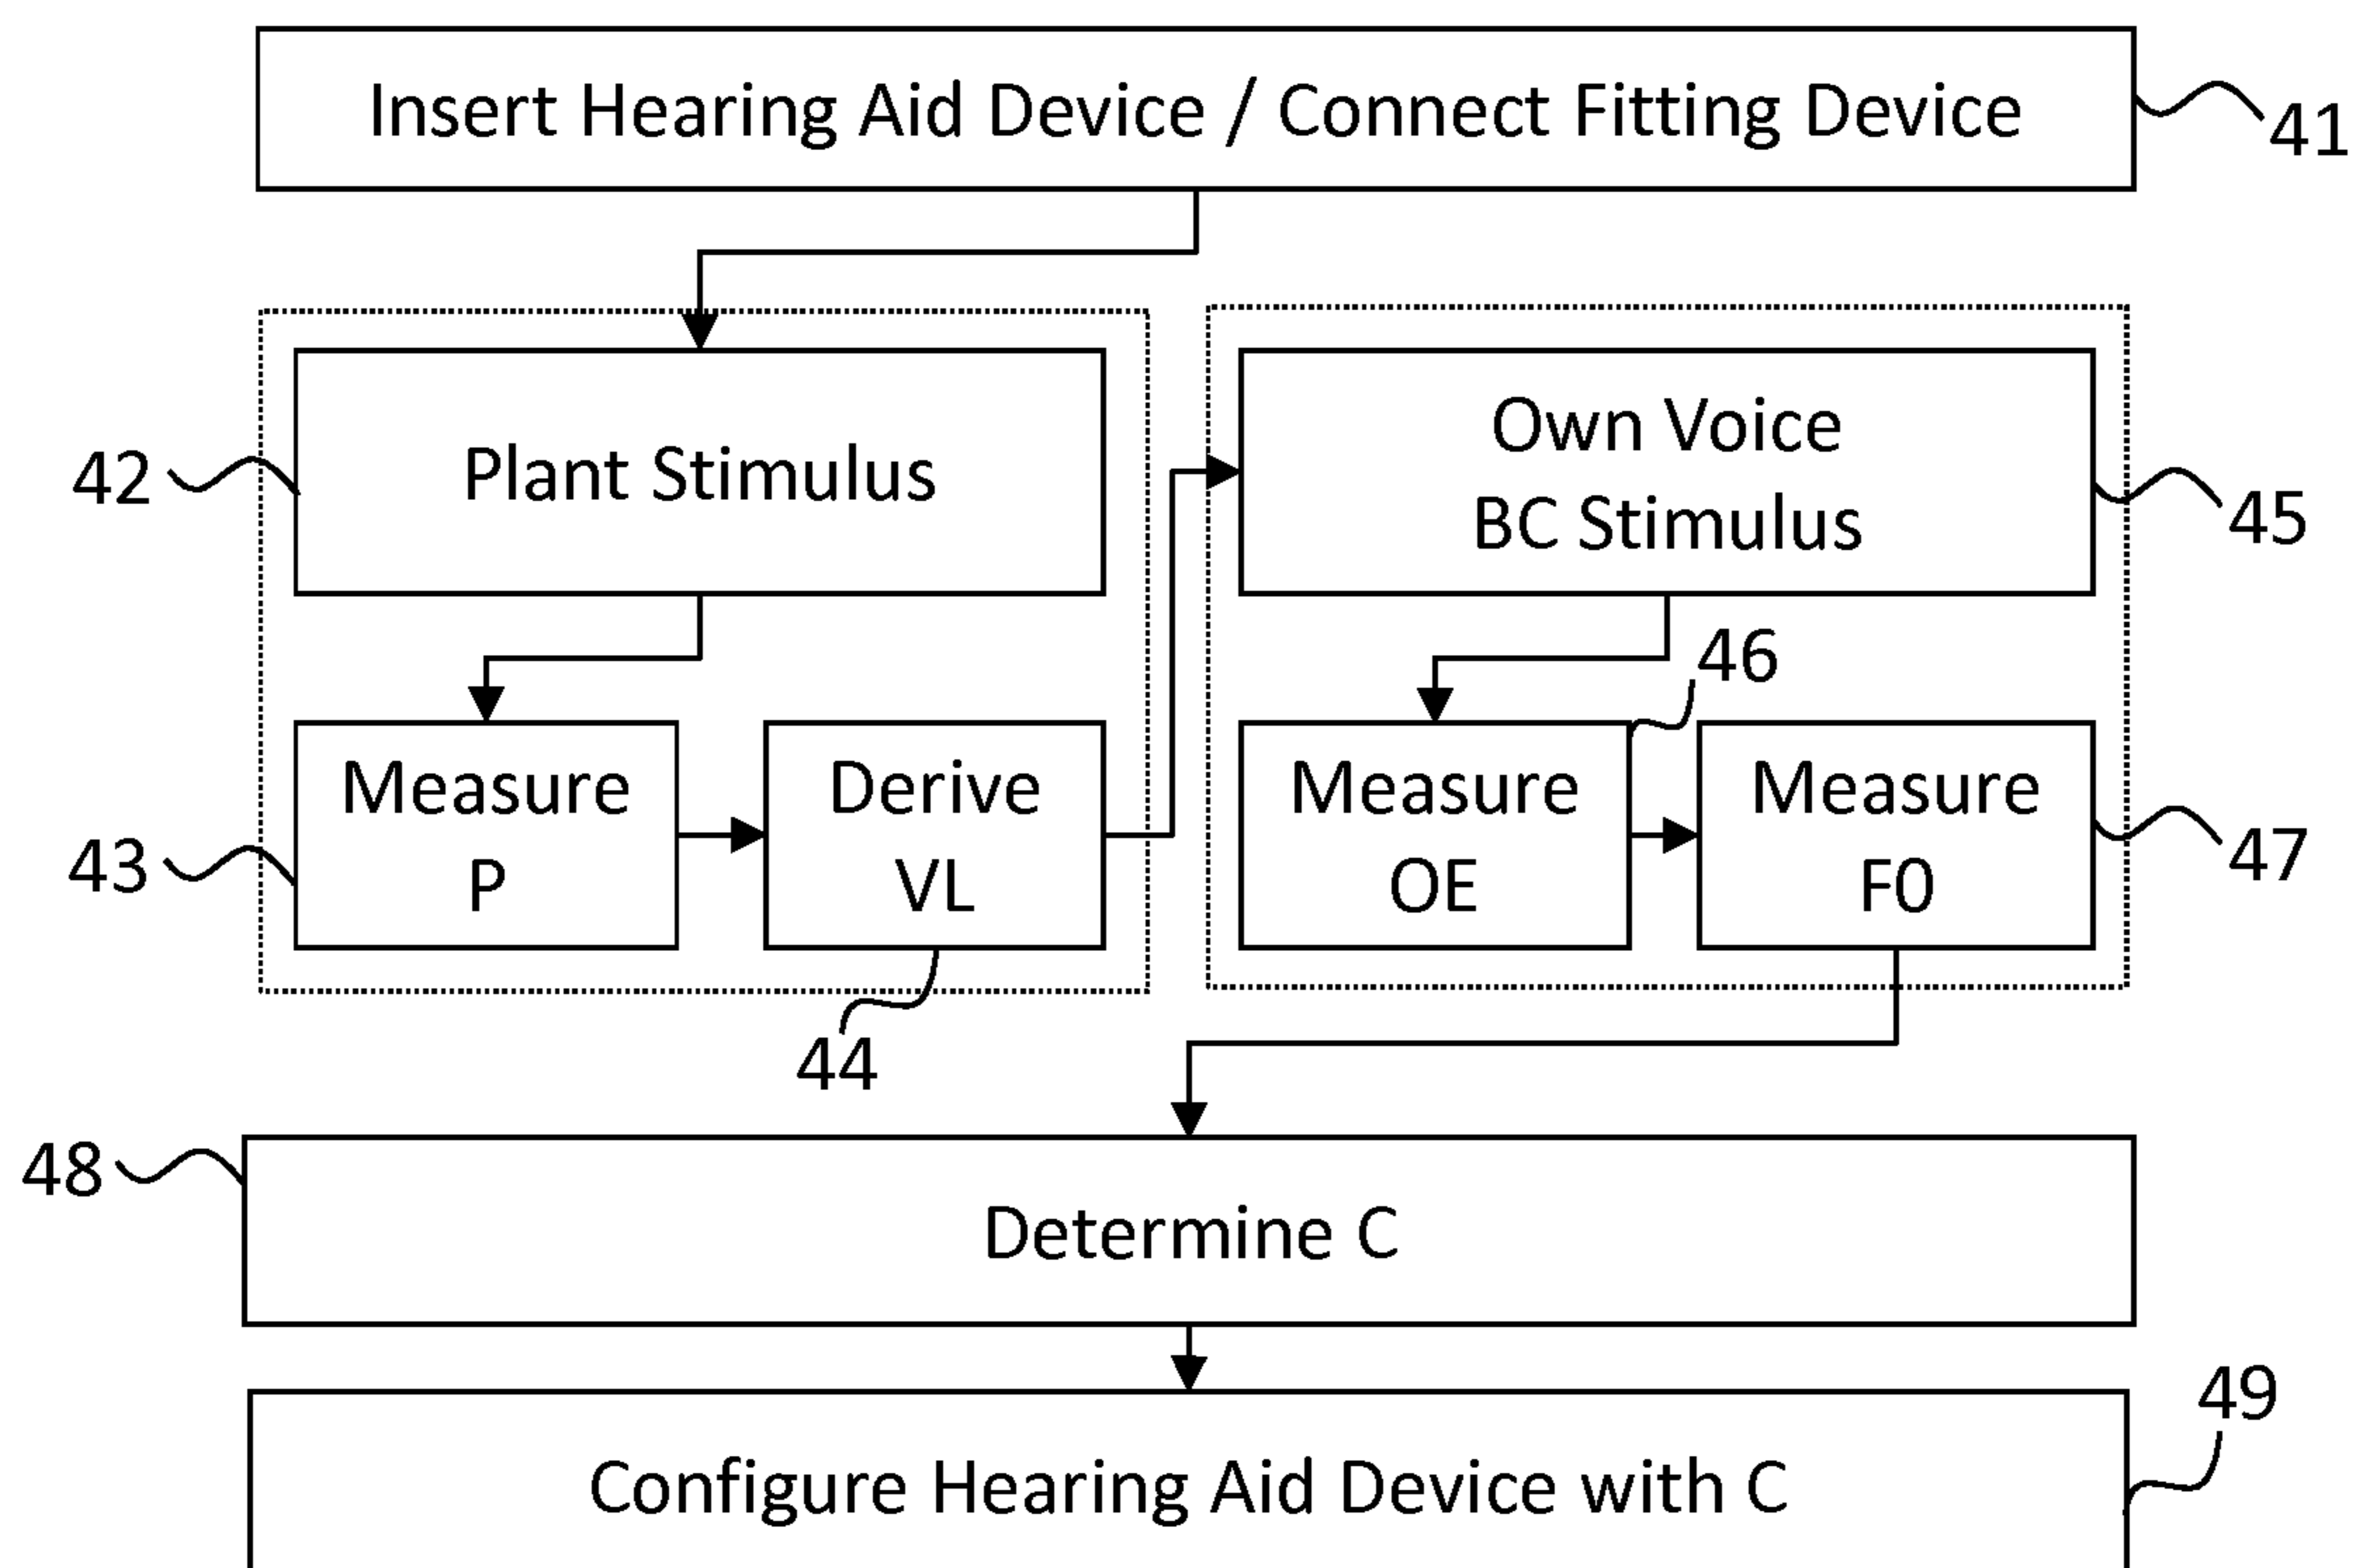 Insert Hearing Aid Device / Connect Fitting Device
41
42
Plant Stimulus
Own Voice
BC Stimulus
45
46
43
Measure
P
Derive
VL
Measure
OE
Measure
F0
47
44
48
Determine C
49
Configure Hearing Aid Device with C